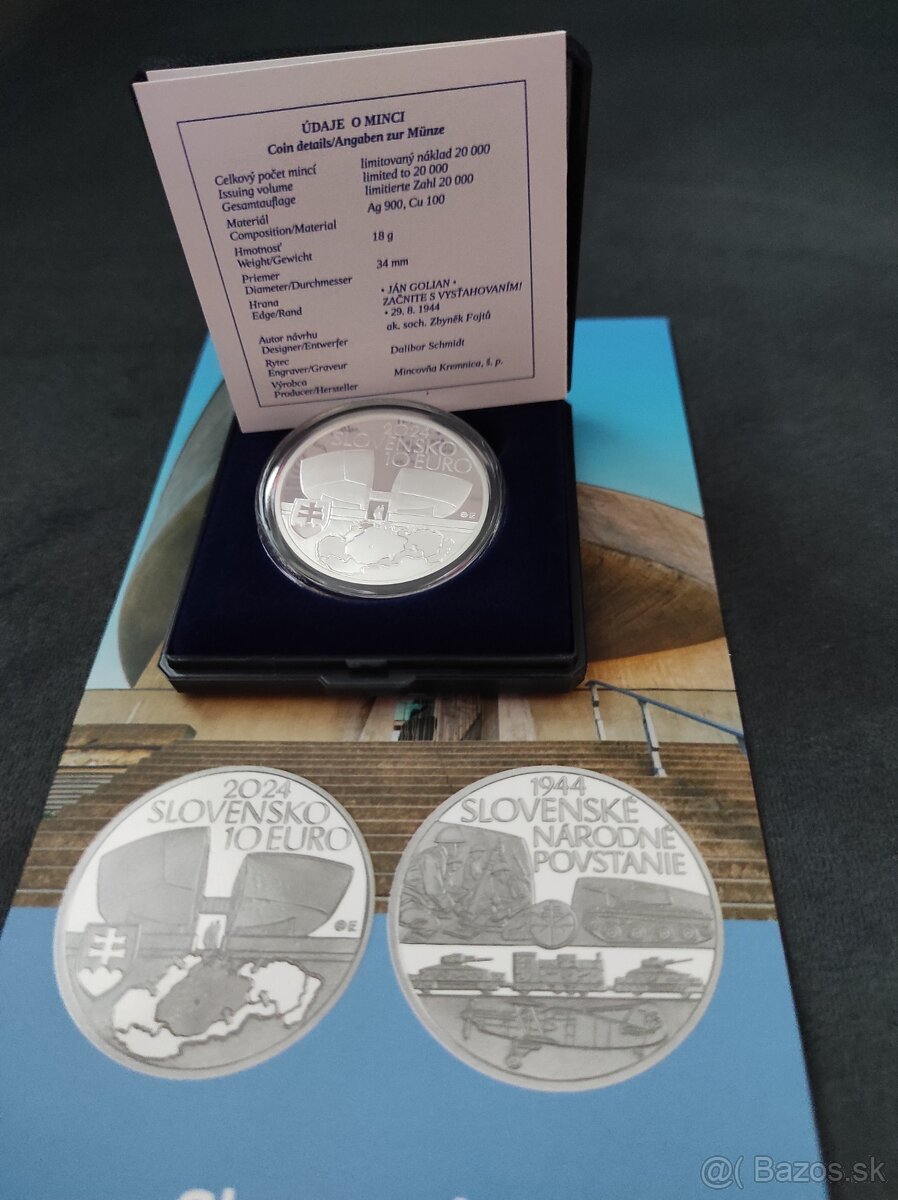 ÚDAJE O MINCI
Coin details/Angaben zur Münze
Celkový počet mincí
Issuing volume
Gesamtauflage
limitovaný náklad 20 000
limited to 20 000
limitierte Zahl 20 000
Materiál
Composition/Material
Ag 900, Cu 100
Hmotnosť
Weight/Gewicht
18 g
Priemer
Diameter/Durchmesser
34 mm
Hrana
Edge/Rand
• JÁN GOLIAN •
ZAČNITE S VYSŤAHOVANÍM!
• 29. 8. 1944
Autor návrhu
Designer/Entwerfer
ak. soch. Zbyněk Fojtů
Rytec
Engraver/Graveur
Dalibor Schmidt
Výrobca
Producer/Hersteller
Mincovňa Kremnica, š. p.
2024
SLOVENSKO
10 EURO
2024
SLOVENSKO
10 EURO
1944
SLOVENSKÉ
NÁRODNÉ
POVSTANIE
@( Bazos.sk